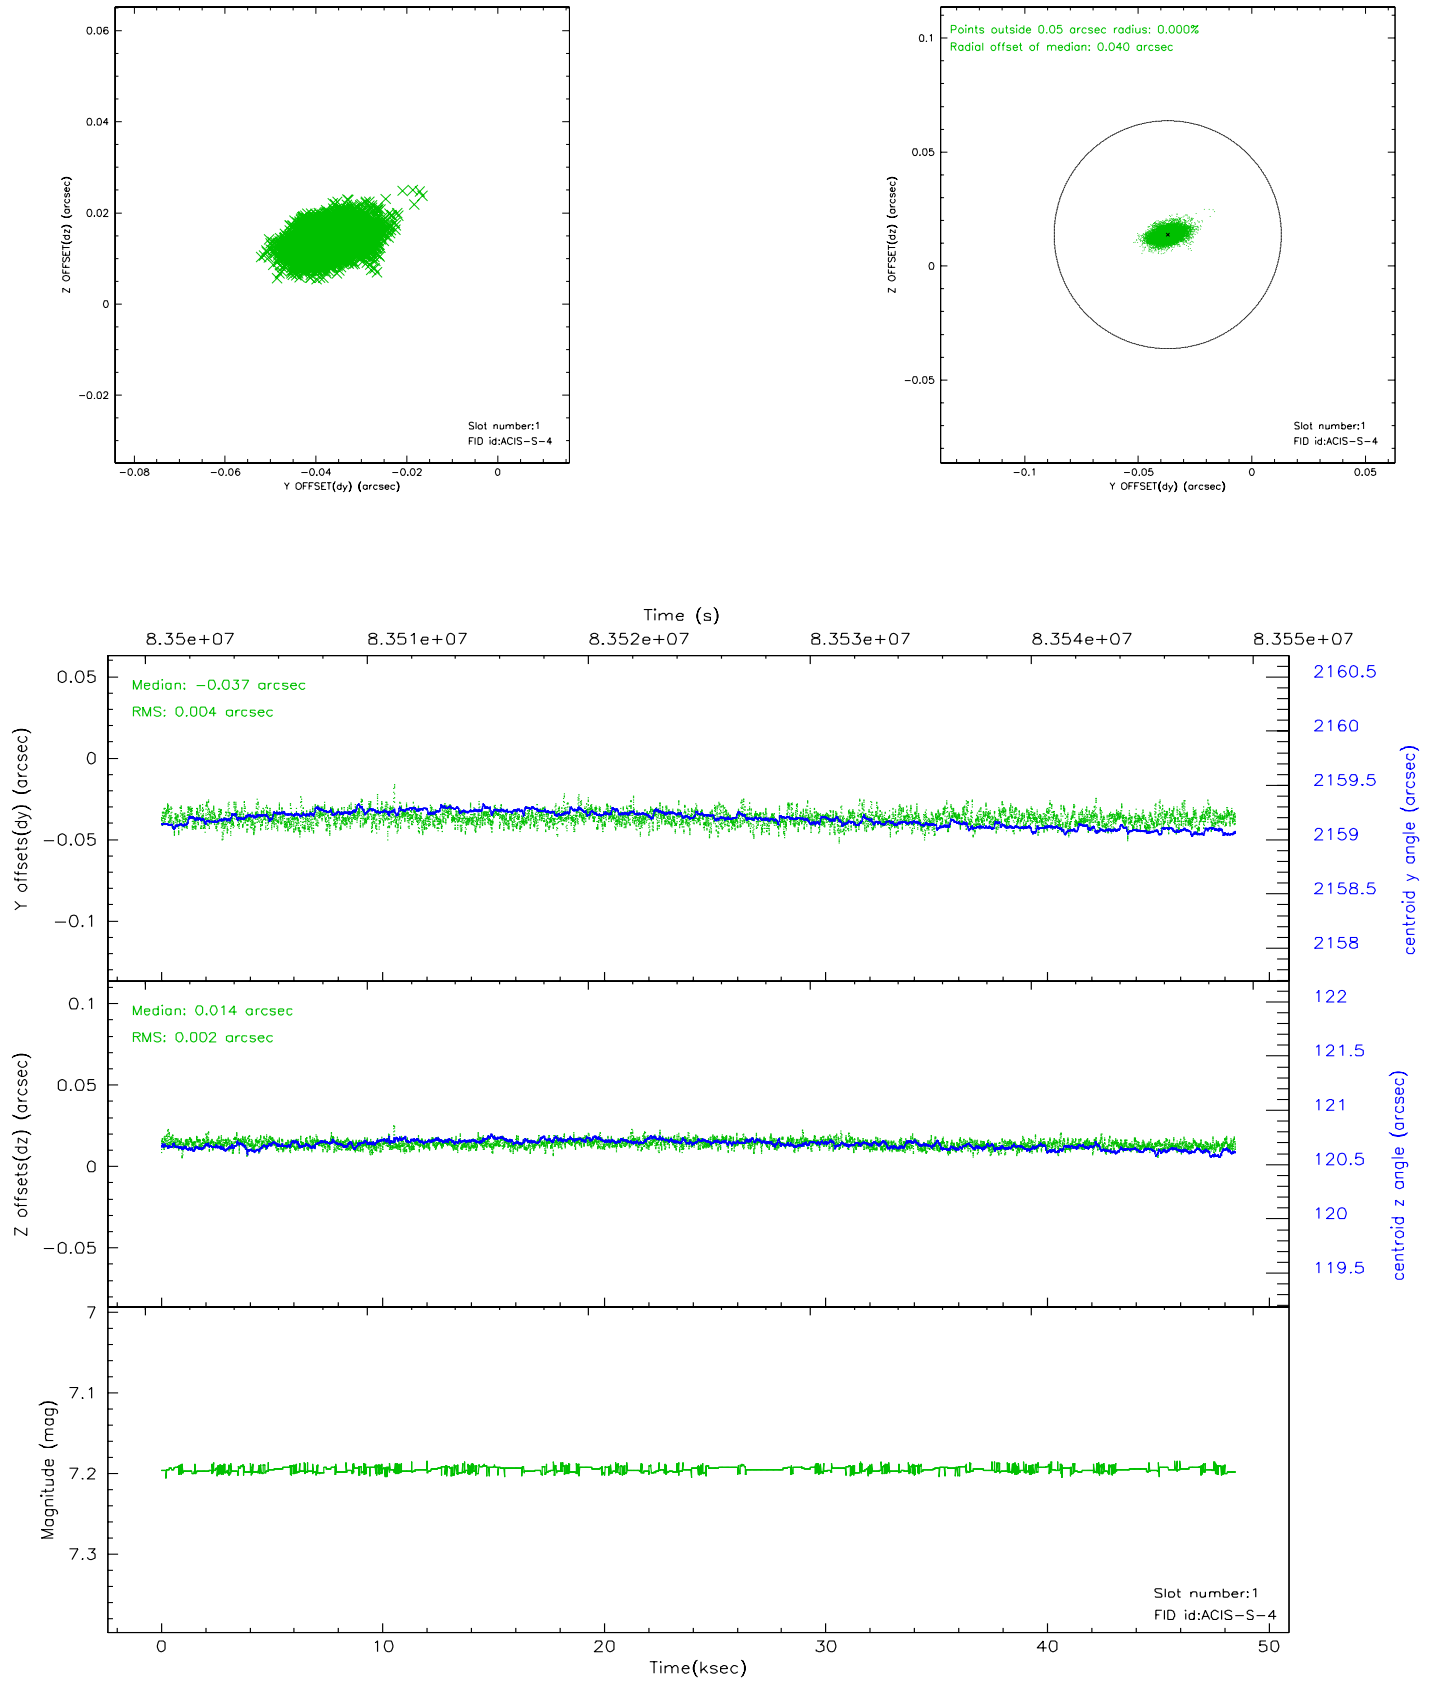 0.06
0.04
0.02
0
−0.02
Z OFFSET(dz) (arcsec)
Slot number:1
FID id:ACIS−S−4
−0.08 −0.06 −0.04 −0.02 0
Y OFFSET(dy) (arcsec)
Points outside 0.05 arcsec radius: 0.000%
Radial offset of median: 0.040 arcsec
0.1
0.05
0
−0.05
Z OFFSET(dz) (arcsec)
Slot number:1
FID id:ACIS−S−4
−0.1 −0.05 0 0.05
Y OFFSET(dy) (arcsec)
Time (s)
8.35e+07 8.351e+07 8.352e+07 8.353e+07 8.354e+07 8.355e+07
Median: −0.037 arcsec
RMS: 0.004 arcsec
0.05
0
−0.05
−0.1
Y offsets(dy) (arcsec)
2160.5
2160
2159.5
2159
2158.5
2158
centroid y angle (arcsec)
Median: 0.014 arcsec
RMS: 0.002 arcsec
0.1
0.05
0
−0.05
Z offsets(dz) (arcsec)
122
121.5
121
120.5
120
119.5
centroid z angle (arcsec)
7
7.1
7.2
7.3
Magnitude (mag)
Slot number:1
FID id:ACIS−S−4
0 10 20 30 40 50
Time(ksec)